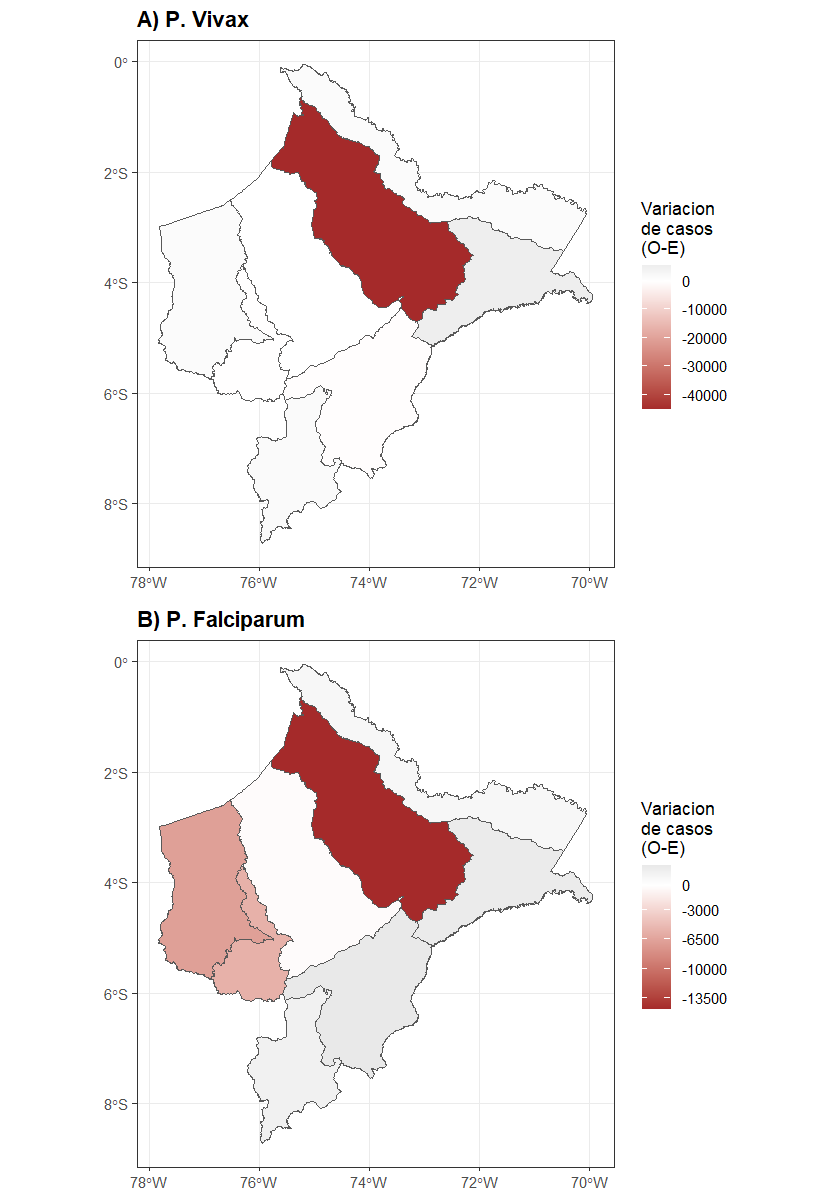 A) P. Vivax
0°
2°S
4°S
6°S
8°S
78°W 76°W 74°W 72°W 70°W
Variacion
de casos
(O-E)
0
-10000
-20000
-30000
-40000
B) P. Falciparum
0°
2°S
4°S
6°S
8°S
78°W 76°W 74°W 72°W 70°W
Variacion
de casos
(O-E)
0
-3000
-6500
-10000
-13500